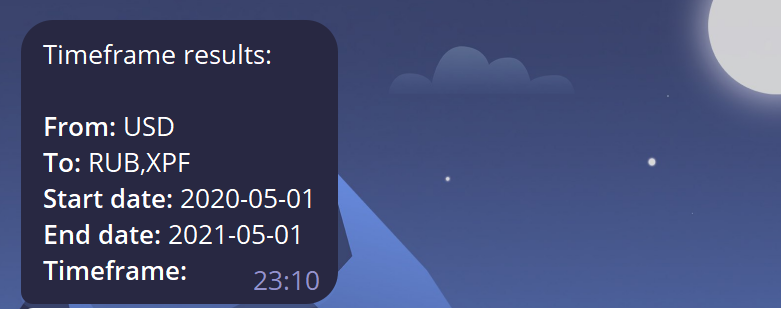 Timeframe results:
From: USD
To: RUB,XPF
Start date: 2020-05-01
End date: 2021-05-01
Timeframe:
23:10